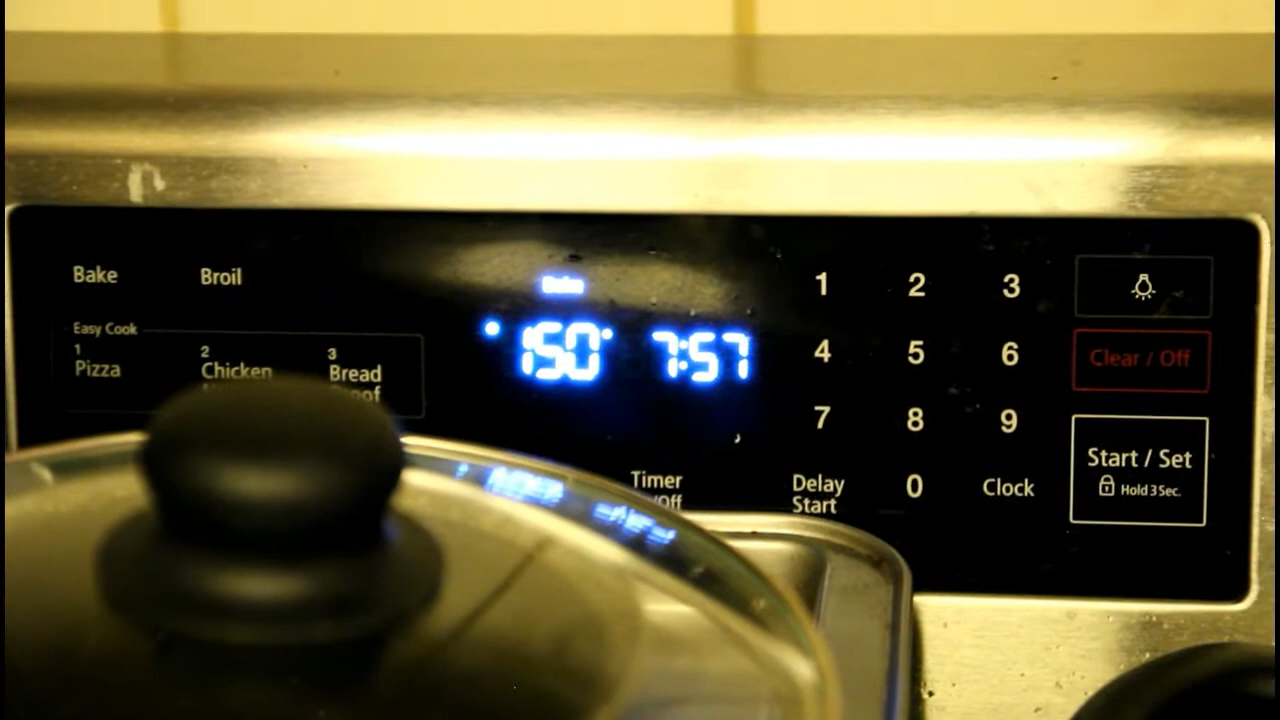 Bake Broil
Bake
Easy Cook
1 2 3
Pizza Chicken Bread
150° 7:57
1 2 3
4 5 6
7 8 9
0
Clear / Off
Start / Set
Hold 3 Sec.
Timer
Delay
Start
Clock